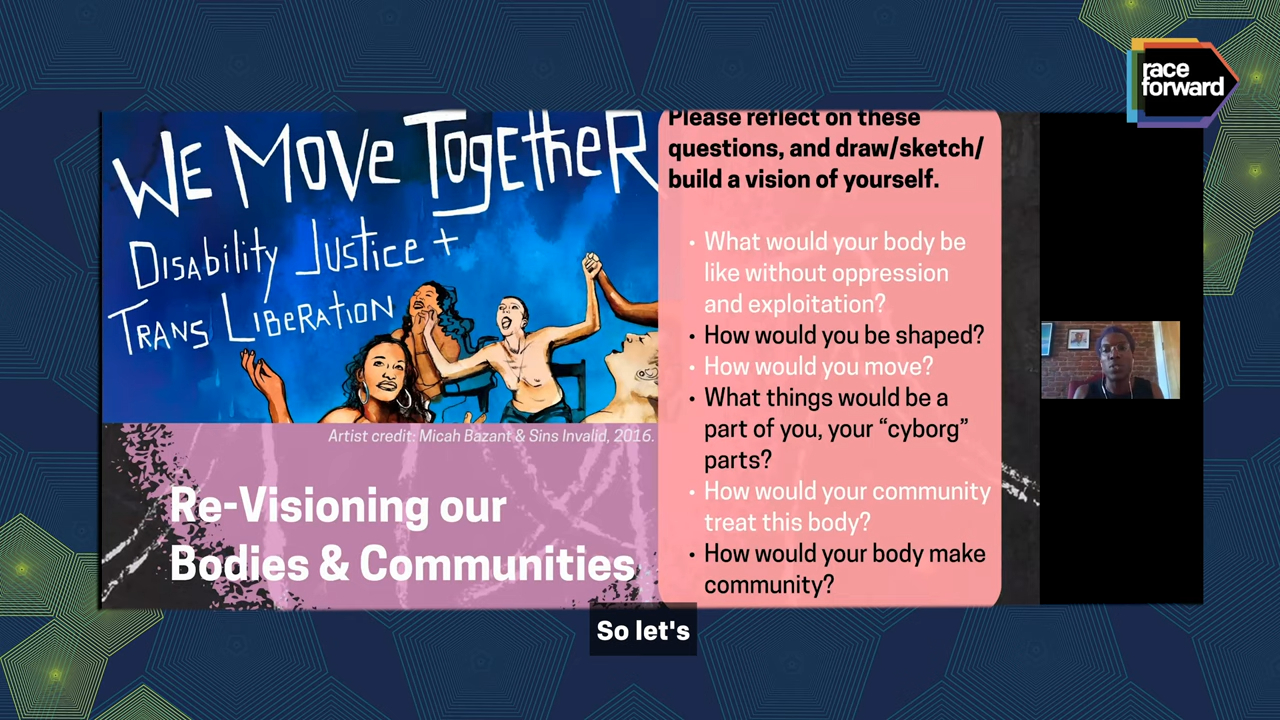 race
forward
WE MOVE TOGETHER
DISABILITY JUSTICE +
TRANS LIBERATION
Artist credit: Micah Bazant & Sins Invalid, 2016.
Re-Visioning our
Bodies & Communities
Please reflect on these
questions, and draw/sketch/
build a vision of yourself.
• What would your body be
like without oppression
and exploitation?
• How would you be shaped?
• How would you move?
• What things would be a
part of you, your “cyborg”
parts?
• How would your community
treat this body?
• How would your body make
community?
So let's